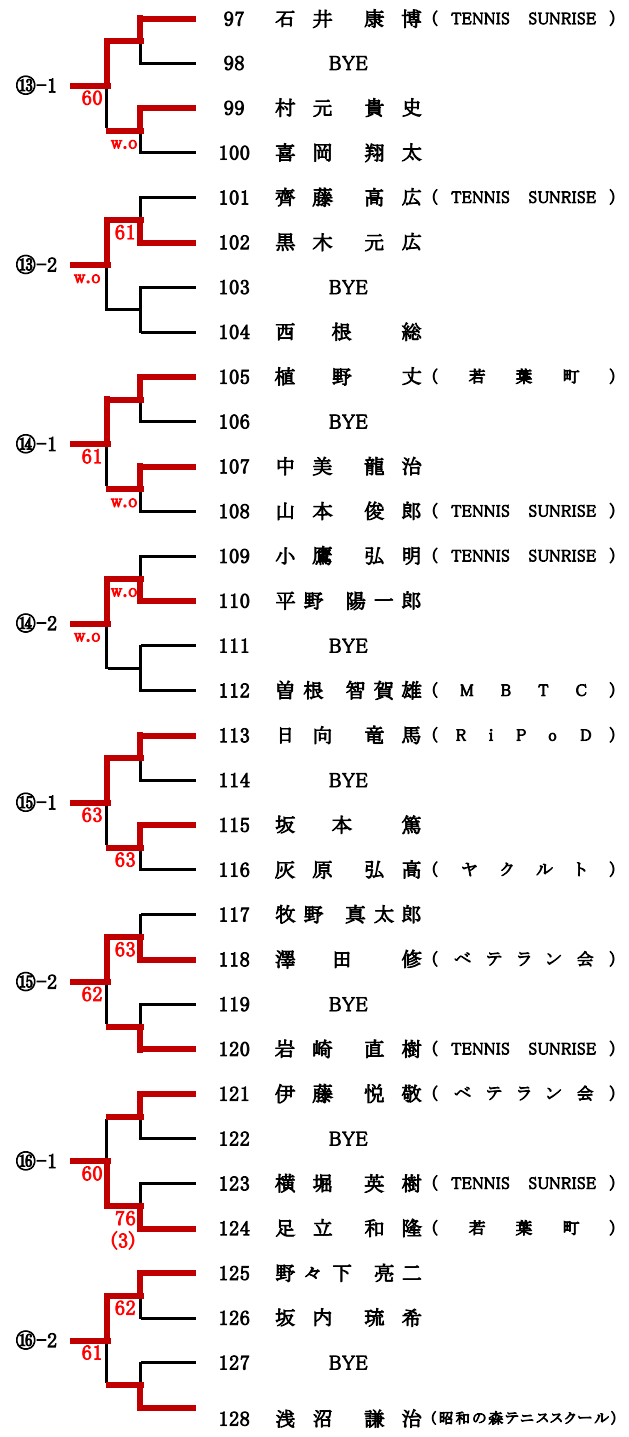 97 石井 康博 ( TENNIS SUNRISE )
98 BYE
⑬-1
60
99 村元 貴史
w.o
100 喜岡 翔太
101 齊藤 高広 ( TENNIS SUNRISE )
61
102 黒木 元広
⑬-2
w.o
103 BYE
104 西根 総
105 植野 丈 ( 若葉町 )
106 BYE
⑭-1
61
107 中美 龍治
w.o
108 山本 俊郎 ( TENNIS SUNRISE )
109 小鷹 弘明 ( TENNIS SUNRISE )
w.o
110 平野 陽一郎
⑭-2
w.o
111 BYE
112 曽根 智賀雄 ( MBTC )
113 日向 竜馬 ( RiPoD )
114 BYE
⑮-1
63
115 坂本 篤
63
116 灰原 弘高 ( ヤクルト )
117 牧野 真太郎
63
118 澤田 修 ( ベテラン会 )
⑮-2
62
119 BYE
120 岩崎 直樹 ( TENNIS SUNRISE )
121 伊藤 悦敬 ( ベテラン会 )
122 BYE
⑯-1
60
123 横堀 英樹 ( TENNIS SUNRISE )
76
(3)
124 足立 和隆 ( 若葉町 )
125 野々下 亮二
62
126 坂内 琉希
⑯-2
61
127 BYE
128 浅沼 謙治 (昭和の森テニススクール)